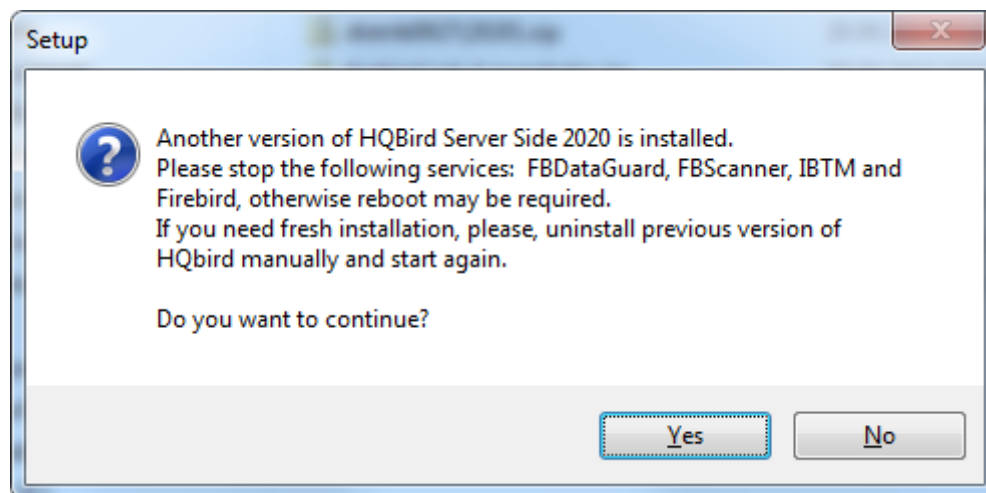 Setup
Another version of HQBird Server Side 2020 is installed.
Please stop the following services:  FBDataGuard, FBScanner, IBTM and
Firebird, otherwise reboot may be required.
If you need fresh installation, please, uninstall previous version of
HQbird manually and start again.
Do you want to continue?
Yes
No